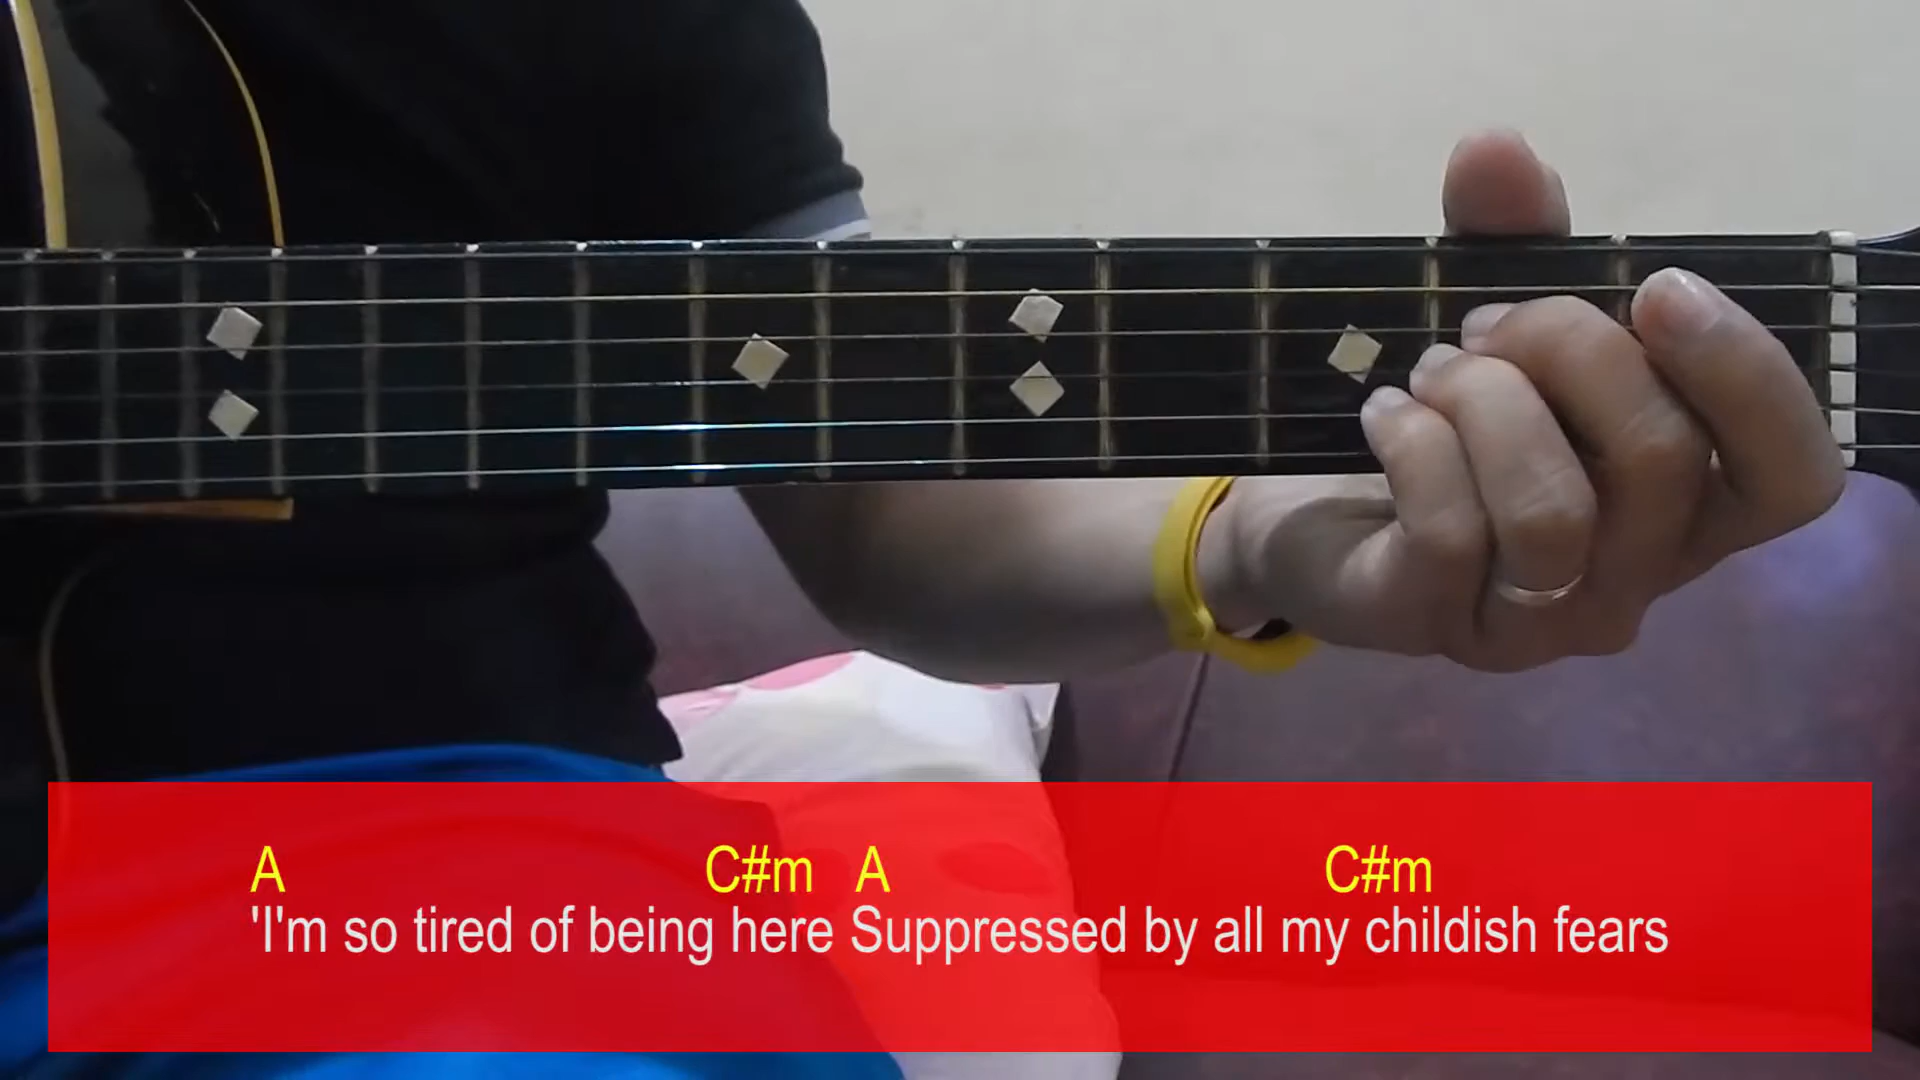 A C#m A C#m
'I'm so tired of being here Suppressed by all my childish fears